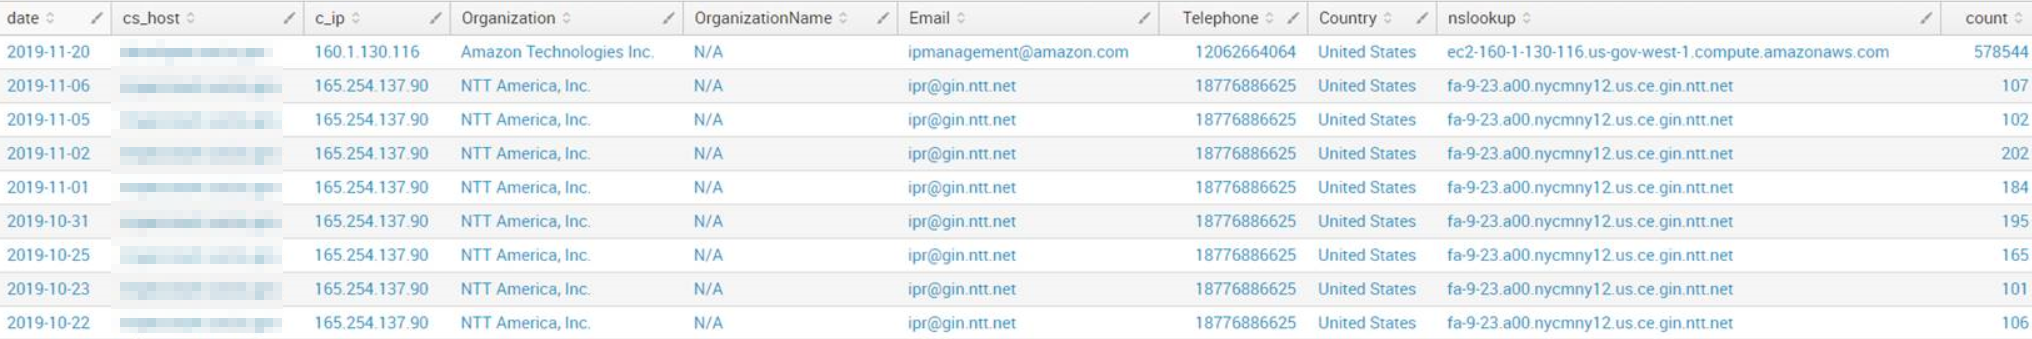 date cs_host c_ip Organization OrganizationName Email Telephone Country nslookup count
2019-11-20 160.1.130.116 Amazon Technologies Inc. N/A ipmanagement@amazon.com 12062664064 United States ec2-160-1-130-116.us-gov-west-1.compute.amazonaws.com 578544
2019-11-06 165.254.137.90 NTT America, Inc. N/A ipr@gin.ntt.net 18776886625 United States fa-9-23.a00.nycmny12.us.ce.gin.ntt.net 107
2019-11-05 165.254.137.90 NTT America, Inc. N/A ipr@gin.ntt.net 18776886625 United States fa-9-23.a00.nycmny12.us.ce.gin.ntt.net 102
2019-11-02 165.254.137.90 NTT America, Inc. N/A ipr@gin.ntt.net 18776886625 United States fa-9-23.a00.nycmny12.us.ce.gin.ntt.net 202
2019-11-01 165.254.137.90 NTT America, Inc. N/A ipr@gin.ntt.net 18776886625 United States fa-9-23.a00.nycmny12.us.ce.gin.ntt.net 184
2019-10-31 165.254.137.90 NTT America, Inc. N/A ipr@gin.ntt.net 18776886625 United States fa-9-23.a00.nycmny12.us.ce.gin.ntt.net 195
2019-10-25 165.254.137.90 NTT America, Inc. N/A ipr@gin.ntt.net 18776886625 United States fa-9-23.a00.nycmny12.us.ce.gin.ntt.net 165
2019-10-23 165.254.137.90 NTT America, Inc. N/A ipr@gin.ntt.net 18776886625 United States fa-9-23.a00.nycmny12.us.ce.gin.ntt.net 101
2019-10-22 165.254.137.90 NTT America, Inc. N/A ipr@gin.ntt.net 18776886625 United States fa-9-23.a00.nycmny12.us.ce.gin.ntt.net 106